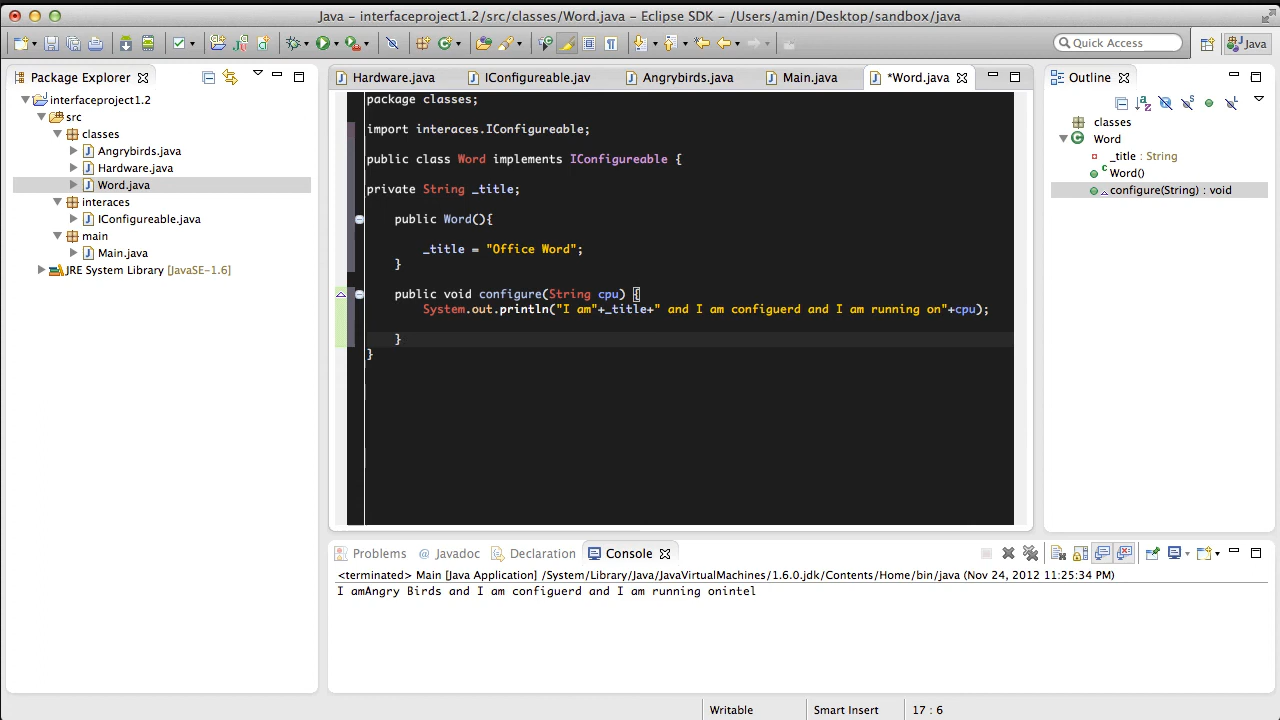 Java - interfaceproject1.2/src/classes/Word.java - Eclipse SDK - /Users/amin/Desktop/sandbox/java
Quick Access
Java
Package Explorer
interfaceproject1.2
src
classes
Angrybirds.java
Hardware.java
Word.java
interaces
IConfigureable.java
main
Main.java
JRE System Library [JavaSE-1.6]
Hardware.java
IConfigureable.jav
Angrybirds.java
Main.java
*Word.java
package classes;
import interaces.IConfigureable;
public class Word implements IConfigureable {
private String _title;
public Word(){
_title = "Office Word";
}
public void configure(String cpu) {
System.out.println("I am"+_title+" and I am configuerd and I am running on"+cpu);
}
}
Outline
classes
Word
_title : String
Word()
configure(String) : void
Problems
Javadoc
Declaration
Console
<terminated> Main [Java Application] /System/Library/Java/JavaVirtualMachines/1.6.0.jdk/Contents/Home/bin/java (Nov 24, 2012 11:25:34 PM)
I amAngry Birds and I am configuerd and I am running onintel
Writable
Smart Insert
17 : 6